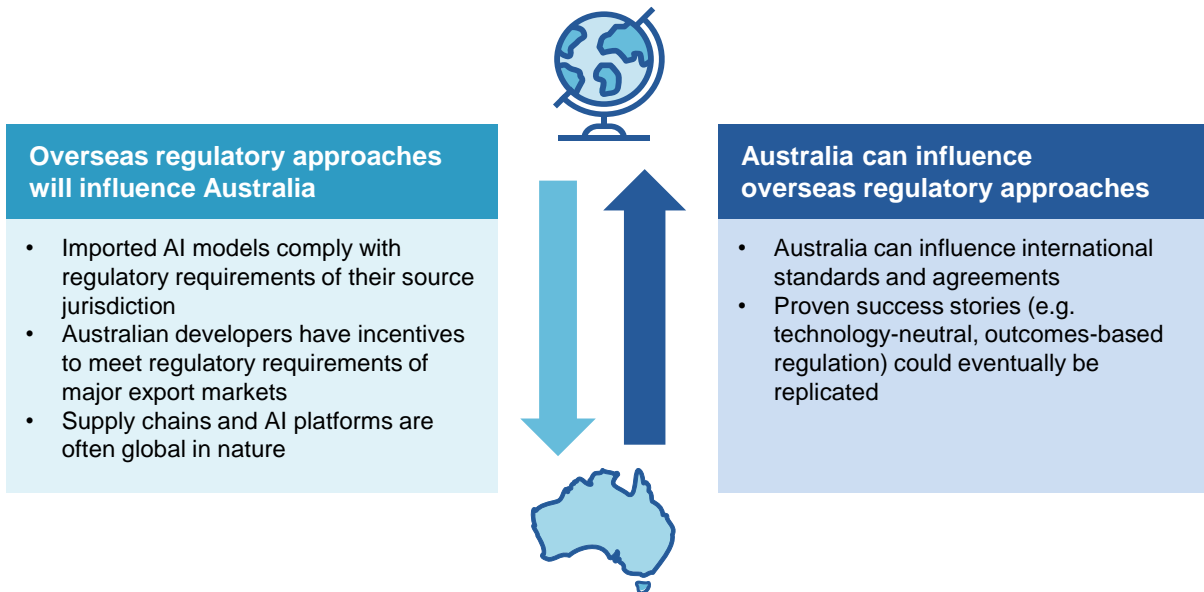 Overseas regulatory approaches
will influence Australia
• Imported AI models comply with
regulatory requirements of their source
jurisdiction
• Australian developers have incentives
to meet regulatory requirements of
major export markets
• Supply chains and AI platforms are
often global in nature
Australia can influence
overseas regulatory approaches
• Australia can influence international
standards and agreements
• Proven success stories (e.g.
technology-neutral, outcomes-based
regulation) could eventually be
replicated